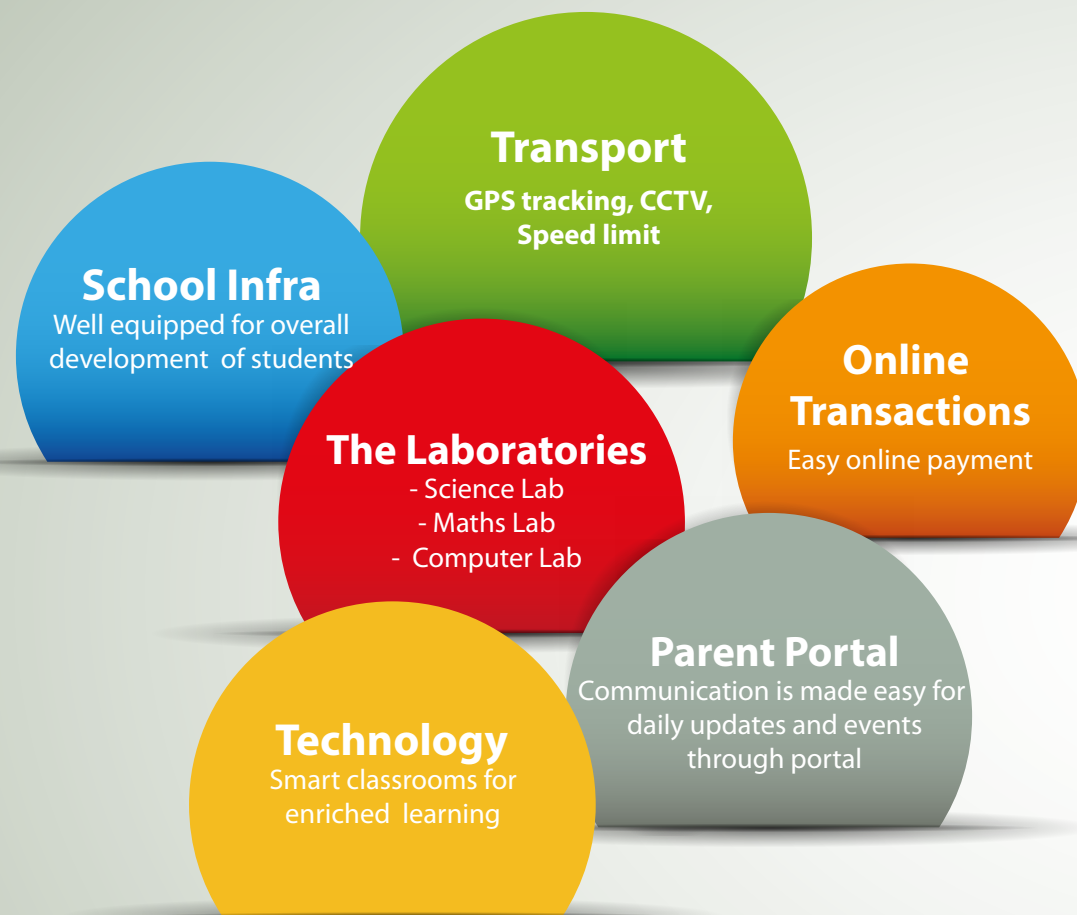 Transport
GPS tracking, CCTV,
Speed limit
School Infra
Well equipped for overall
development of students
Online
Transactions
Easy online payment
The Laboratories
- Science Lab
- Maths Lab
- Computer Lab
Parent Portal
Communication is made easy for
daily updates and events
through portal
Technology
Smart classrooms for
enriched learning